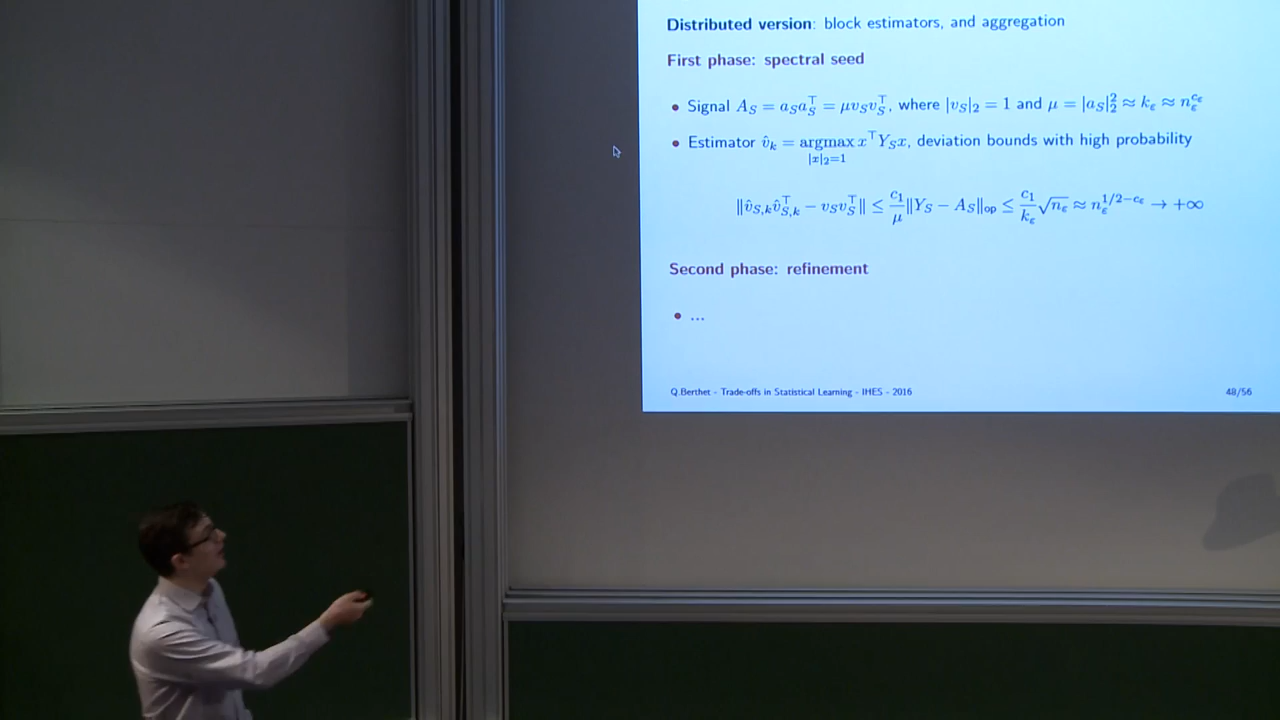 Distributed version: block estimators, and aggregation
First phase: spectral seed
• Signal $A_S = a_S a_S^\top = \mu v_S v_S^\top$, where $|v_S|_2 = 1$ and $\mu = |a_S|_2^2 \approx k_\varepsilon \approx n_\varepsilon^{c_\varepsilon}$
• Estimator $\hat{v}_k = \underset{|x|_2=1}{\operatorname{argmax}}\, x^\top Y_S x$, deviation bounds with high probability
$\|\hat{v}_{S,k} \hat{v}_{S,k}^\top - v_S v_S^\top\| \leq \frac{c_1}{\mu} \|Y_S - A_S\|_{\text{op}} \leq \frac{c_1}{k_\varepsilon} \sqrt{n_\varepsilon} \approx n_\varepsilon^{1/2 - c_\varepsilon} \to +\infty$
Second phase: refinement
• ...
Q.Berthet - Trade-offs in Statistical Learning - IHES - 2016 48/56